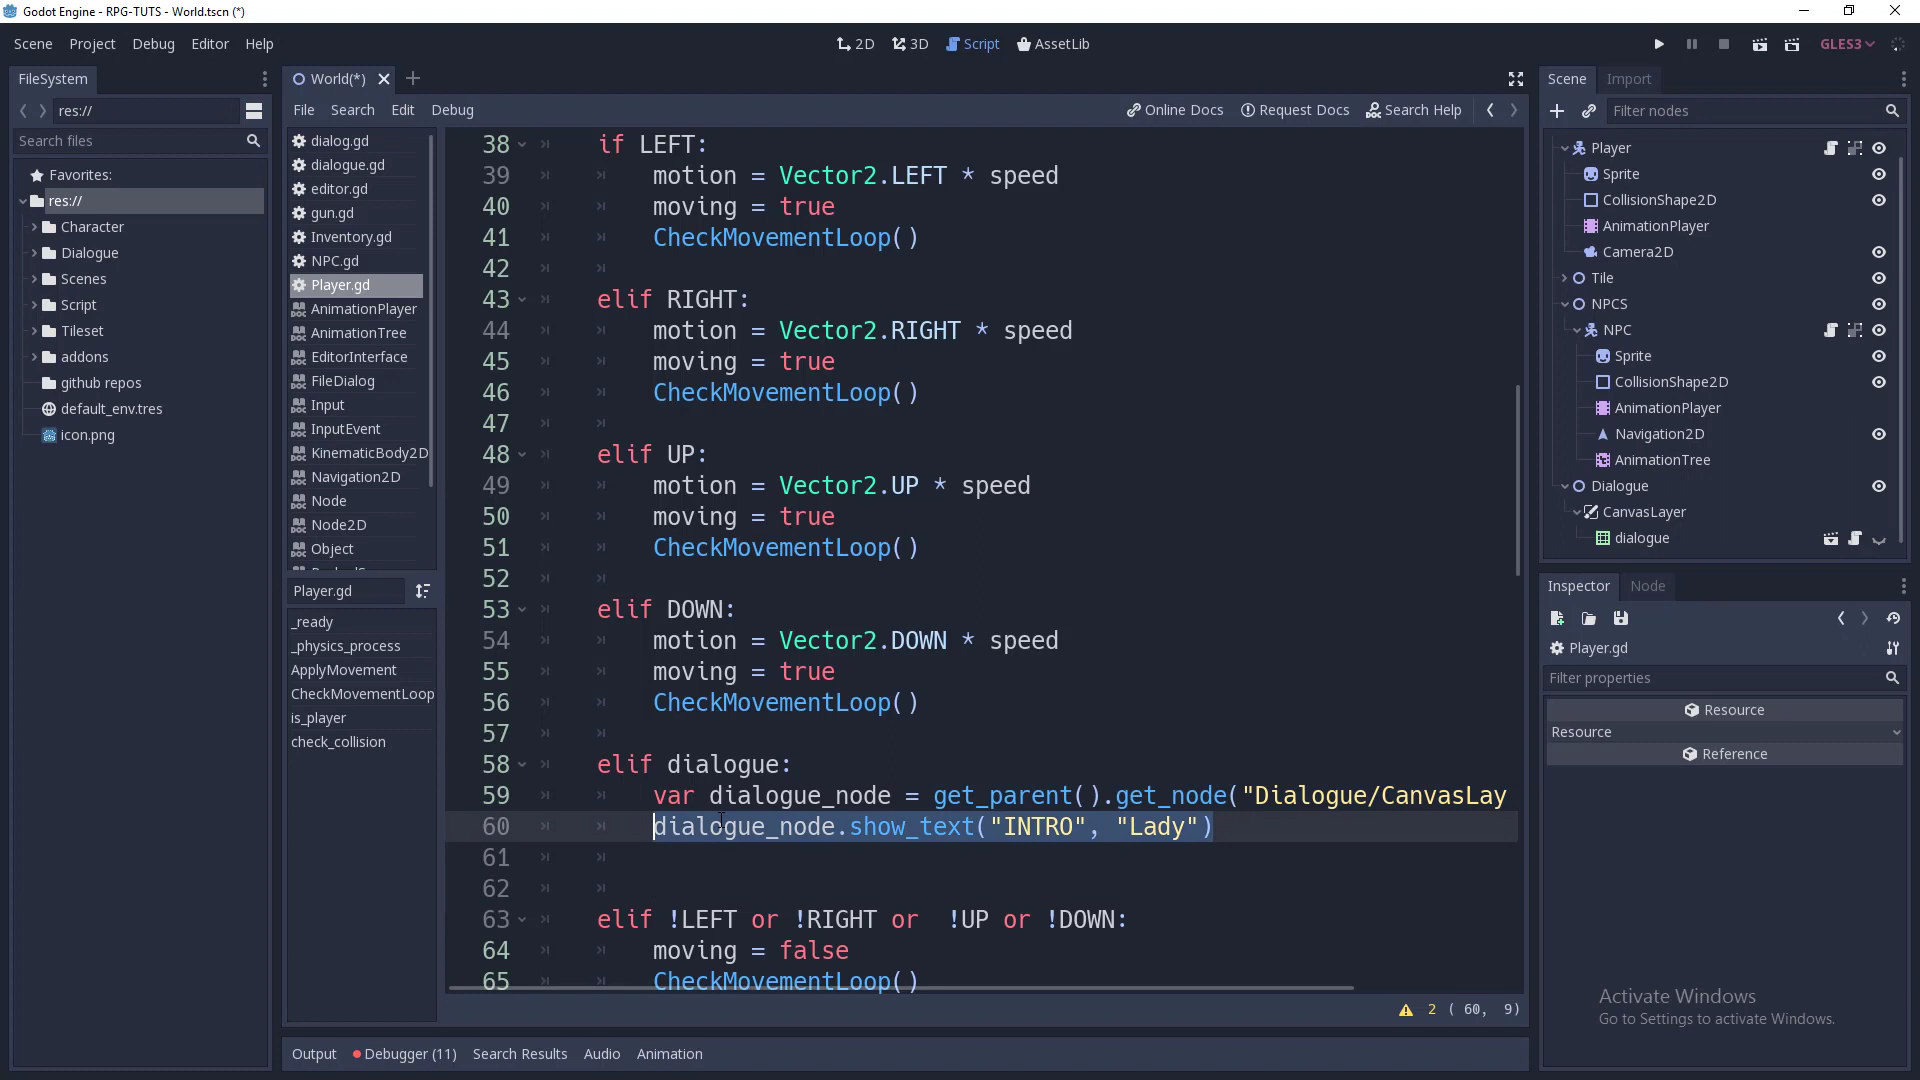 Godot Engine - RPG-TUTS - World.tscn (*)
Scene Project Debug Editor Help
2D 3D Script AssetLib
GLES3
FileSystem
res://
Search files
Favorites:
res://
Character
Dialogue
Scenes
Script
Tileset
addons
github repos
default_env.tres
icon.png
World(*)
File Search Edit Debug
Online Docs Request Docs Search Help
dialog.gd
dialogue.gd
editor.gd
gun.gd
Inventory.gd
NPC.gd
Player.gd
AnimationPlayer
AnimationTree
EditorInterface
FileDialog
Input
InputEvent
KinematicBody2D
Navigation2D
Node
Node2D
Object
Player.gd
_ready
_physics_process
ApplyMovement
CheckMovementLoop
is_player
check_collision
38 if LEFT:
39 motion = Vector2.LEFT * speed
40 moving = true
41 CheckMovementLoop()
42
43 elif RIGHT:
44 motion = Vector2.RIGHT * speed
45 moving = true
46 CheckMovementLoop()
47
48 elif UP:
49 motion = Vector2.UP * speed
50 moving = true
51 CheckMovementLoop()
52
53 elif DOWN:
54 motion = Vector2.DOWN * speed
55 moving = true
56 CheckMovementLoop()
57
58 elif dialogue:
59 var dialogue_node = get_parent().get_node("Dialogue/CanvasLay
60 dialogue_node.show_text("INTRO", "Lady")
61
62
63 elif !LEFT or !RIGHT or  !UP or !DOWN:
64 moving = false
65 CheckMovementLoop()
2 ( 60, 9)
Output Debugger (11) Search Results Audio Animation
Scene Import
Filter nodes
Player
Sprite
CollisionShape2D
AnimationPlayer
Camera2D
Tile
NPCS
NPC
Sprite
CollisionShape2D
AnimationPlayer
Navigation2D
AnimationTree
Dialogue
CanvasLayer
dialogue
Inspector Node
Player.gd
Filter properties
Resource
Resource
Reference
Activate Windows
Go to Settings to activate Windows.